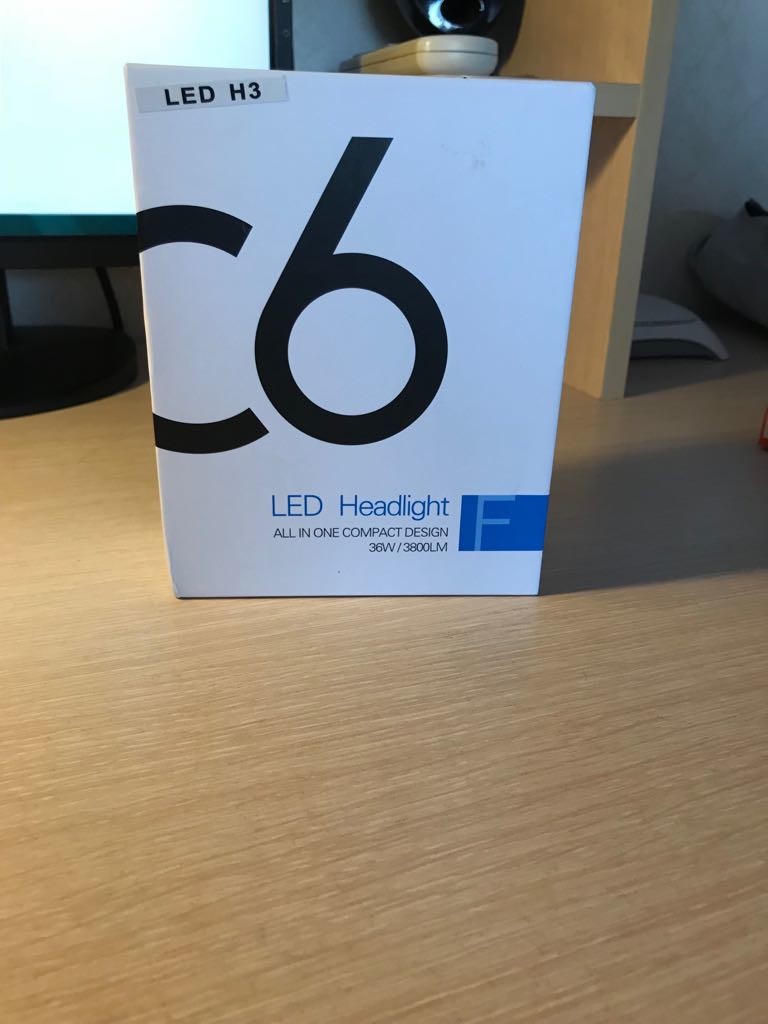 LED H3
C6
LED Headlight
ALL IN ONE COMPACT DESIGN
36W / 3800LM
F